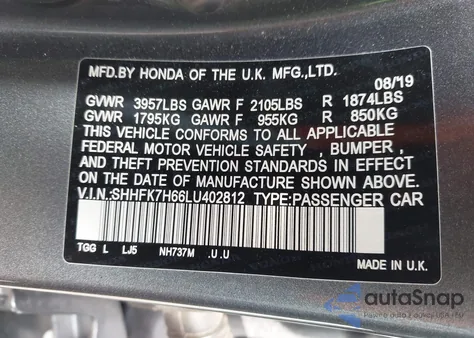 MFD.BY HONDA OF THE U.K. MFG.,LTD.
08/19
GVWR 3957LBS GAWR F 2105LBS R 1874LBS
GVWR 1795KG GAWR F 955KG R 850KG
THIS VEHICLE CONFORMS TO ALL APPLICABLE
FEDERAL MOTOR VEHICLE SAFETY , BUMPER ,
AND THEFT PREVENTION STANDARDS IN EFFECT
ON THE DATE OF MANUFACTURE SHOWN ABOVE.
V.I.N.:SHHFK7H66LU402812 TYPE:PASSENGER CAR
TGG L LJ5 NH737M .U .U
MADE IN U.K.
autoSnap